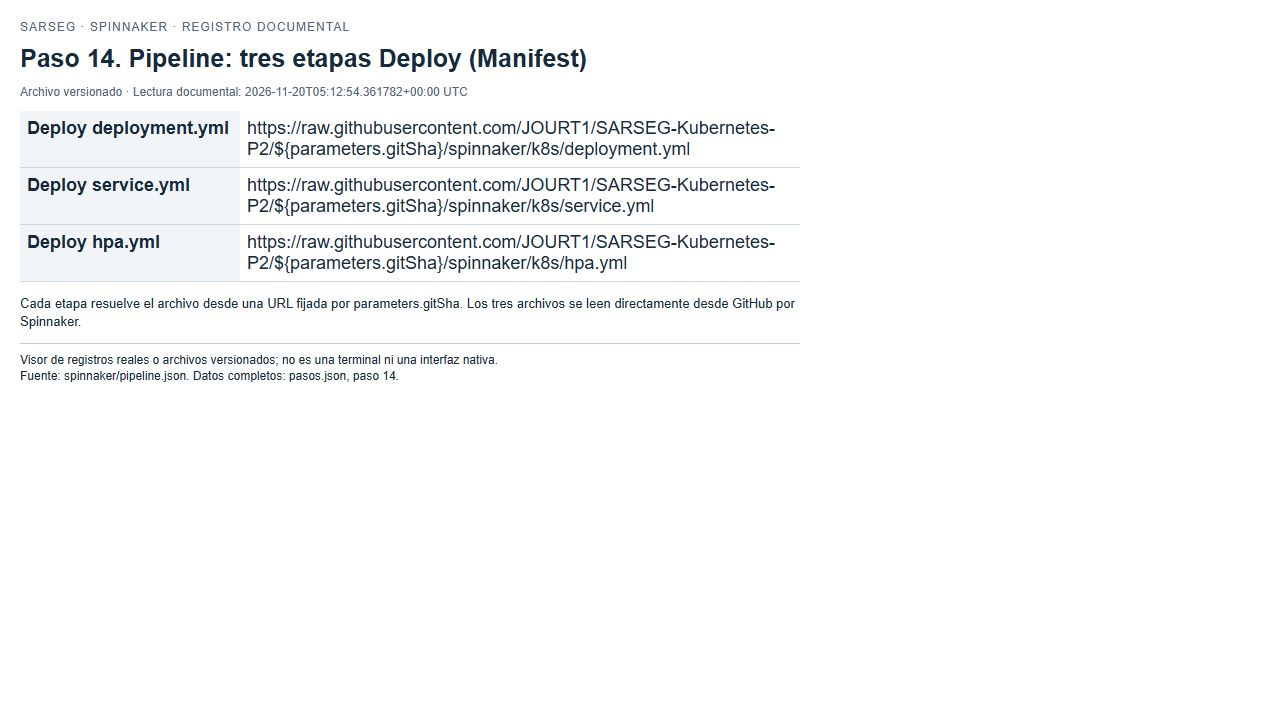 SARSEG · SPINNAKER · REGISTRO DOCUMENTAL
Paso 14. Pipeline: tres etapas Deploy (Manifest)
Archivo versionado · Lectura documental: 2026-11-20T05:12:54.361782+00:00 UTC
Deploy deployment.yml
https://raw.githubusercontent.com/JOURT1/SARSEG-Kubernetes-
P2/${parameters.gitSha}/spinnaker/k8s/deployment.yml
Deploy service.yml
https://raw.githubusercontent.com/JOURT1/SARSEG-Kubernetes-
P2/${parameters.gitSha}/spinnaker/k8s/service.yml
Deploy hpa.yml
https://raw.githubusercontent.com/JOURT1/SARSEG-Kubernetes-
P2/${parameters.gitSha}/spinnaker/k8s/hpa.yml
Cada etapa resuelve el archivo desde una URL fijada por parameters.gitSha. Los tres archivos se leen directamente desde GitHub por
Spinnaker.
Visor de registros reales o archivos versionados; no es una terminal ni una interfaz nativa.
Fuente: spinnaker/pipeline.json. Datos completos: pasos.json, paso 14.